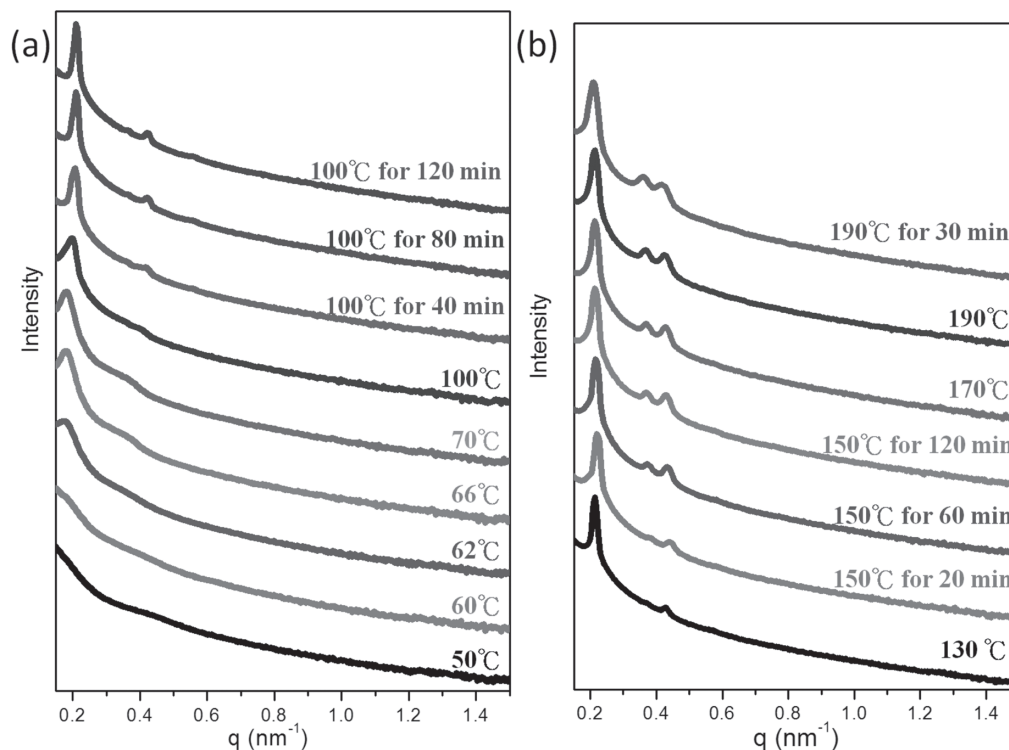 (a)
Intensity
100℃ for 120 min
100℃ for 80 min
100℃ for 40 min
100℃
70℃
66℃
62℃
60℃
50℃
0.2 0.4 0.6 0.8 1.0 1.2 1.4
q (nm⁻¹)
(b)
Intensity
190℃ for 30 min
190℃
170℃
150℃ for 120 min
150℃ for 60 min
150℃ for 20 min
130 ℃
0.2 0.4 0.6 0.8 1.0 1.2 1.4
q (nm⁻¹)